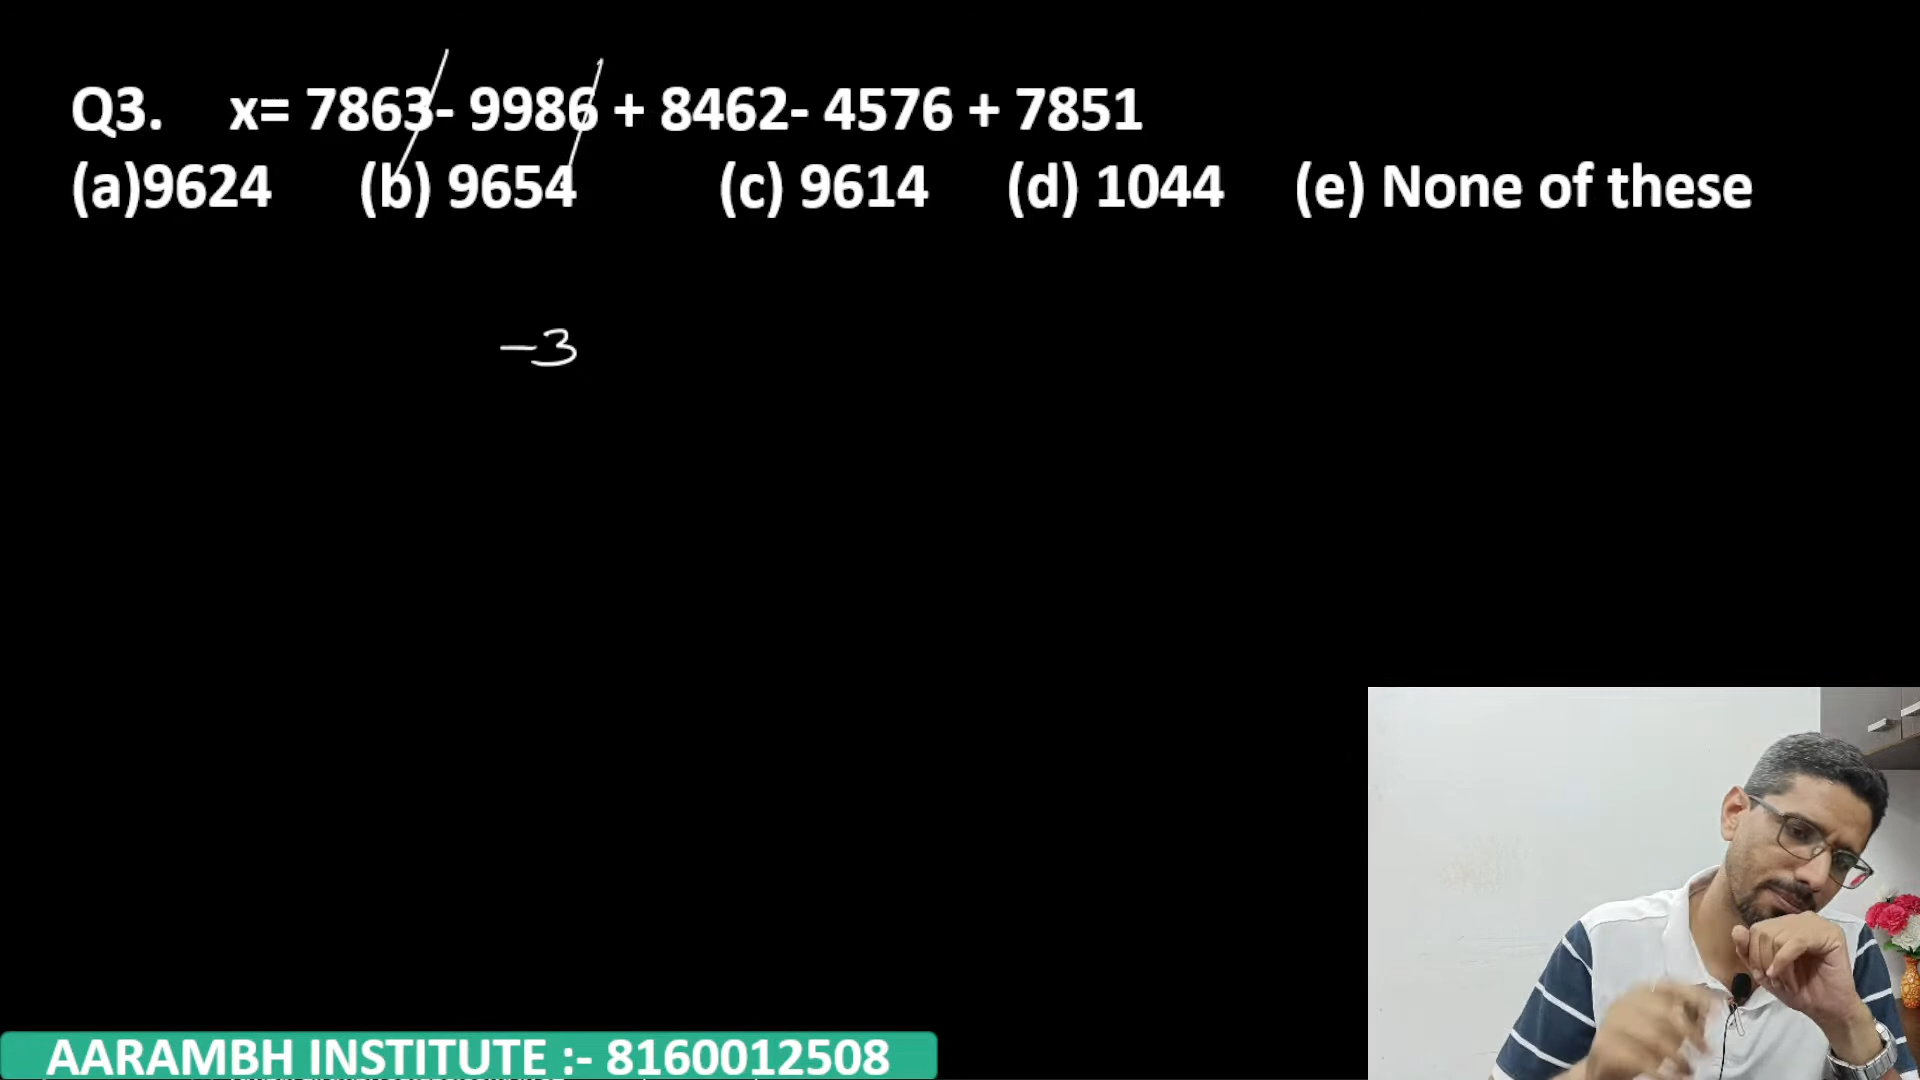 Q3. x= 7863- 9986 + 8462- 4576 + 7851
(a)9624 (b) 9654 (c) 9614 (d) 1044 (e) None of these
-3
AARAMBH INSTITUTE :- 8160012508